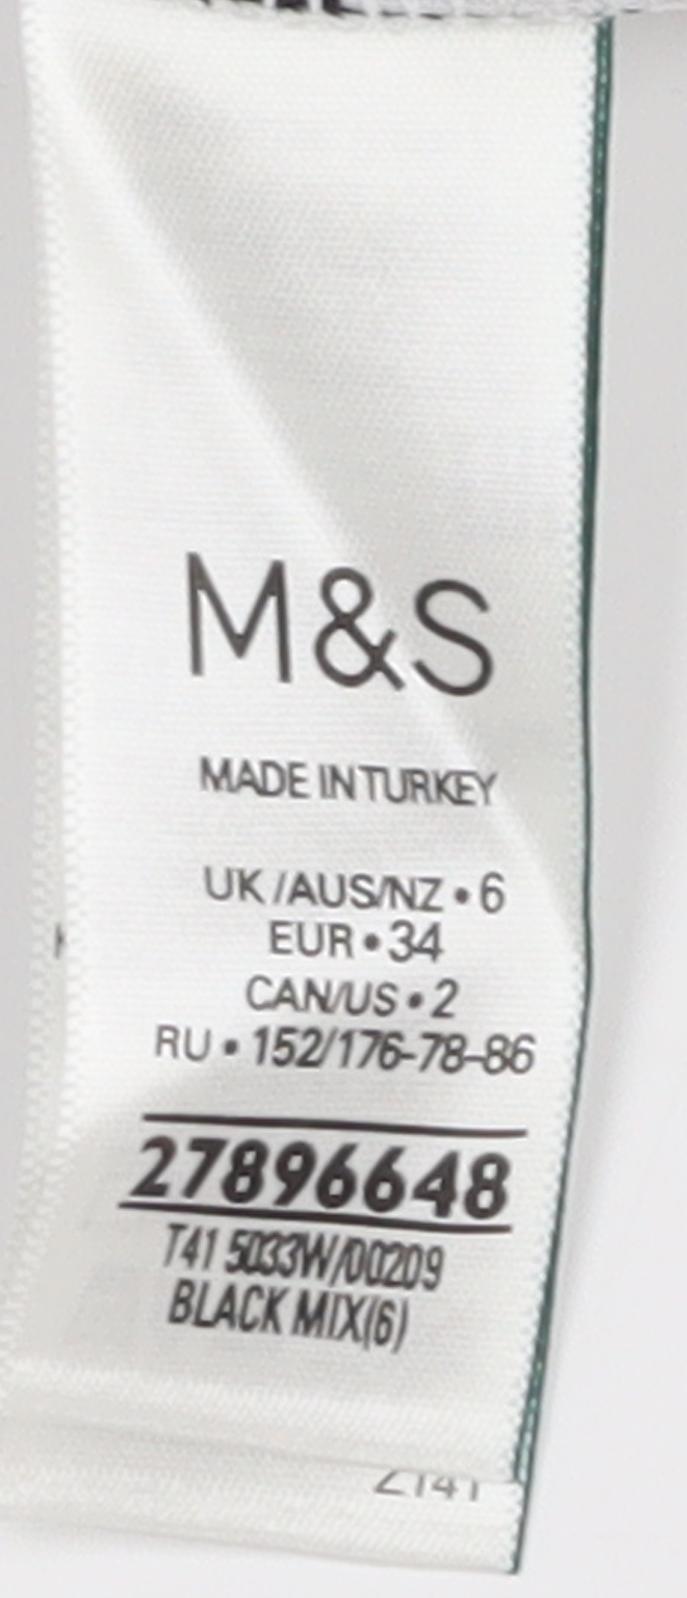 M&S
MADE IN TURKEY
UK/AUS/NZ • 6
EUR • 34
CAN/US • 2
RU • 152/176-78-86
27896648
T41 5033W/00209
BLACK MIX(6)